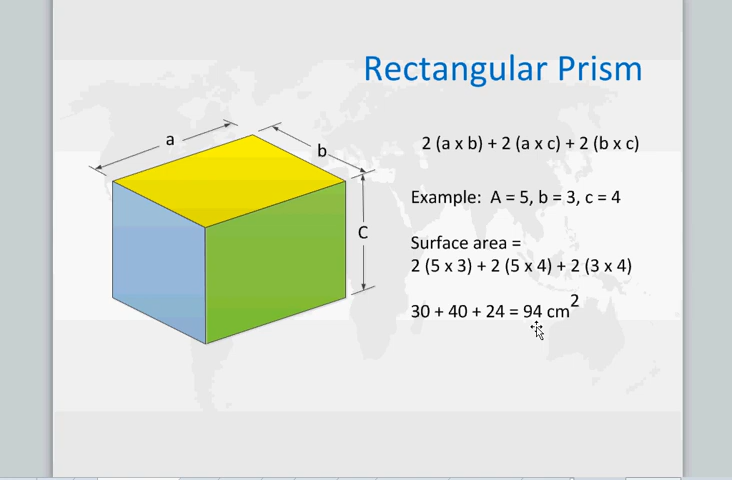 Rectangular Prism
a
b
C
2 (a x b) + 2 (a x c) + 2 (b x c)
Example:  A = 5, b = 3, c = 4
Surface area =
2 (5 x 3) + 2 (5 x 4) + 2 (3 x 4)
30 + 40 + 24 = 94 cm2